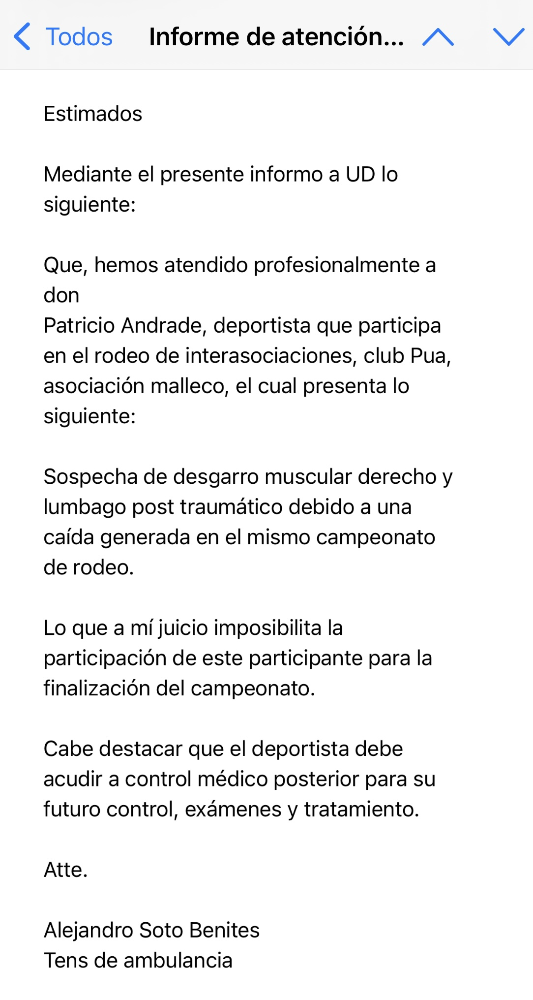 Todos Informe de atención...
Estimados
Mediante el presente informo a UD lo
siguiente:
Que, hemos atendido profesionalmente a
don
Patricio Andrade, deportista que participa
en el rodeo de interasociaciones, club Pua,
asociación malleco, el cual presenta lo
siguiente:
Sospecha de desgarro muscular derecho y
lumbago post traumático debido a una
caída generada en el mismo campeonato
de rodeo.
Lo que a mí juicio imposibilita la
participación de este participante para la
finalización del campeonato.
Cabe destacar que el deportista debe
acudir a control médico posterior para su
futuro control, exámenes y tratamiento.
Atte.
Alejandro Soto Benites
Tens de ambulancia